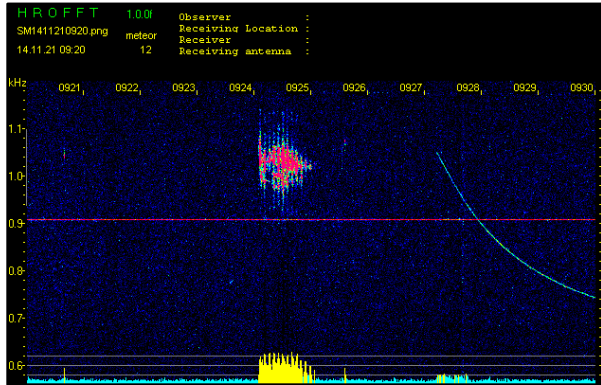 H R O F F T 1.0.0f
SM1411210920.png meteor
14.11.21 09:20 12
Observer :
Receiving Location :
Receiver :
Receiving antenna :
kHz 0921 0922 0923 0924 0925 0926 0927 0928 0929 0930
1.1
1.0
0.9
0.8
0.7
0.6